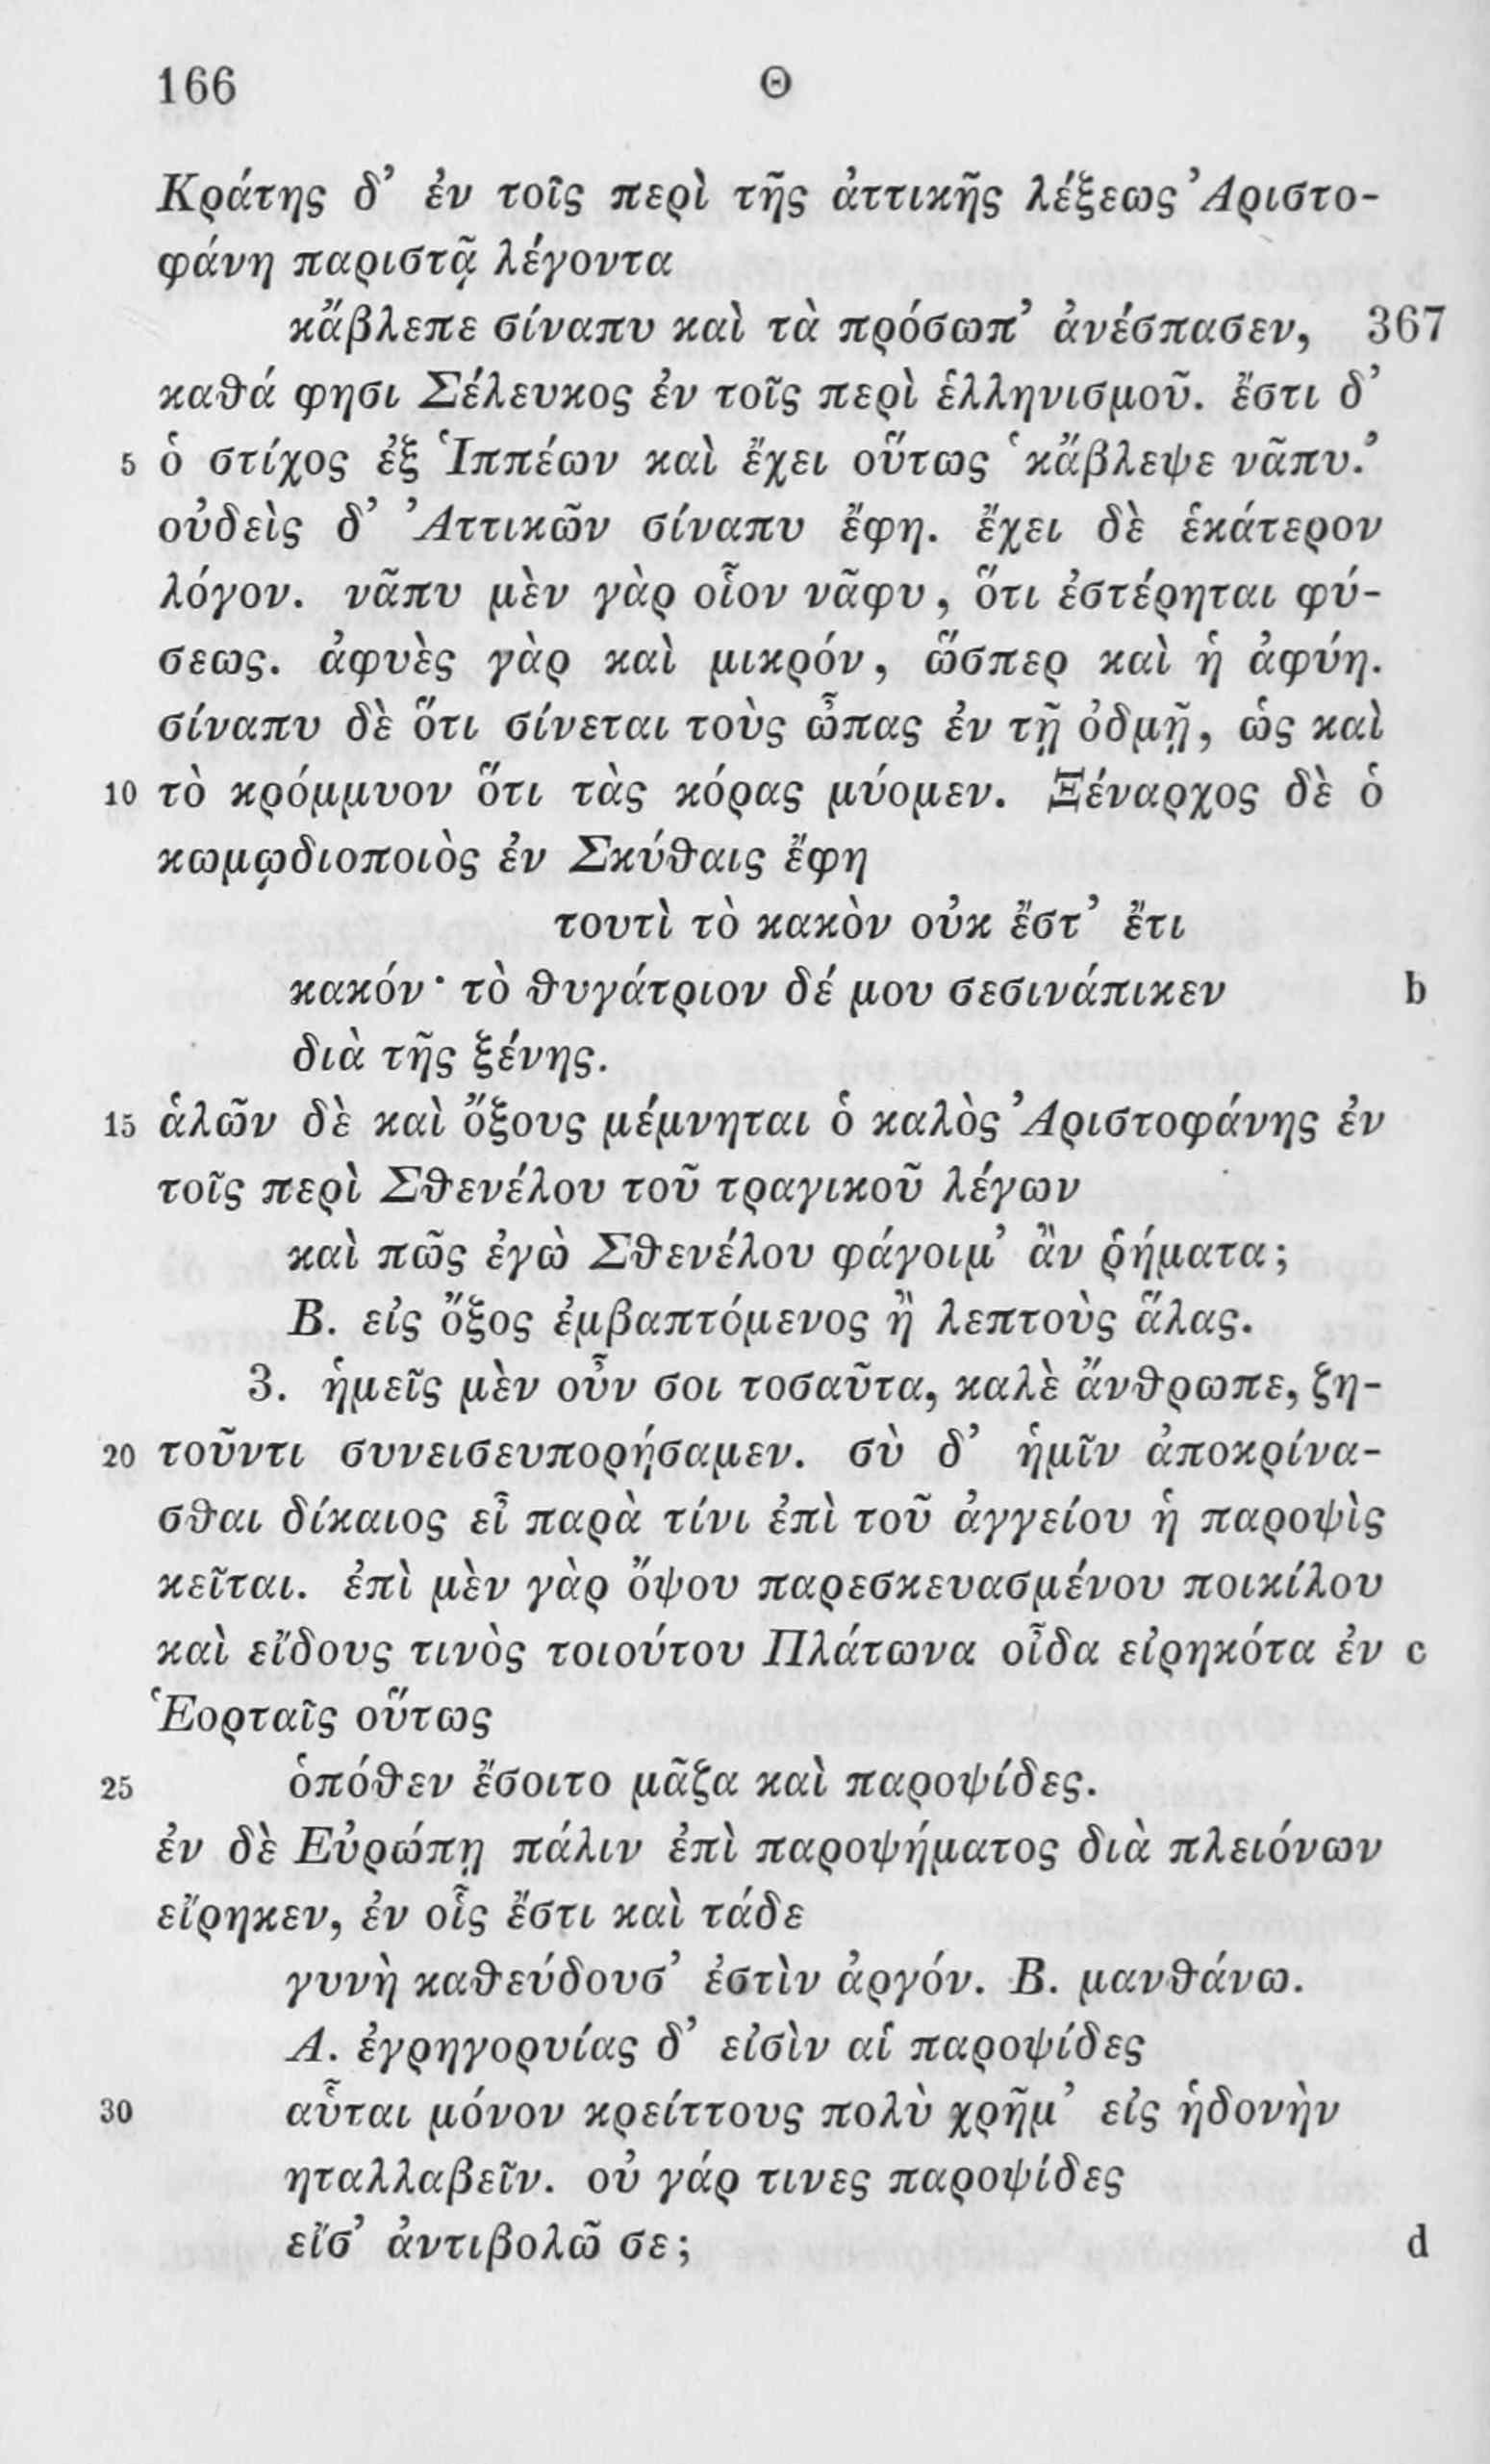 166 Θ
Κράτης δ’ ἐν τοῖς περὶ τῆς ἀττικῆς λέξεως Ἀριστο-
φάνη παριστᾷ λέγοντα
κἄβλεπε σίναπυ καὶ τὰ πρόσωπ’ ἀνέσπασεν, 367
καθά φησι Σέλευκος ἐν τοῖς περὶ ἑλληνισμοῦ. ἔστι δ’
5 ὁ στίχος ἐξ Ἱππέων καὶ ἔχει οὕτως ‘κἄβλεψε νᾶπυ.’
οὐδεὶς δ’ Ἀττικῶν σίναπυ ἔφη. ἔχει δὲ ἑκάτερον
λόγον. νᾶπυ μὲν γὰρ οἷον νᾶφυ, ὅτι ἐστέρηται φύ-
σεως. ἀφυὲς γὰρ καὶ μικρόν, ὥσπερ καὶ ἡ ἀφύη.
σίναπυ δὲ ὅτι σίνεται τοὺς ὦπας ἐν τῇ ὀδμῇ, ὡς καὶ
10 τὸ κρόμμυον ὅτι τὰς κόρας μύομεν. Ξέναρχος δὲ ὁ
κωμῳδιοποιὸς ἐν Σκύθαις ἔφη
τουτὶ τὸ κακὸν οὐκ ἔστ’ ἔτι
κακόν· τὸ θυγάτριον δέ μου σεσινάπικεν b
διὰ τῆς ξένης.
15 ἁλῶν δὲ καὶ ὄξους μέμνηται ὁ καλὸς Ἀριστοφάνης ἐν
τοῖς περὶ Σθενέλου τοῦ τραγικοῦ λέγων
καὶ πῶς ἐγὼ Σθενέλου φάγοιμ’ ἂν ῥήματα;
Β. εἰς ὄξος ἐμβαπτόμενος ἢ λεπτοὺς ἅλας.
3. ἡμεῖς μὲν οὖν σοι τοσαῦτα, καλὲ ἄνθρωπε, ζη-
20 τοῦντι συνεισευπορήσαμεν. σὺ δ’ ἡμῖν ἀποκρίνα-
σθαι δίκαιος εἶ παρὰ τίνι ἐπὶ τοῦ ἀγγείου ἡ παροψὶς
κεῖται. ἐπὶ μὲν γὰρ ὄψου παρεσκευασμένου ποικίλου
καὶ εἴδους τινὸς τοιούτου Πλάτωνα οἶδα εἰρηκότα ἐν c
Ἑορταῖς οὕτως
25 ὁπόθεν ἔσοιτο μᾶζα καὶ παροψίδες.
ἐν δὲ Εὐρώπῃ πάλιν ἐπὶ παροψήματος διὰ πλειόνων
εἴρηκεν, ἐν οἷς ἔστι καὶ τάδε
γυνὴ καθεύδουσ’ ἐστὶν ἀργόν. Β. μανθάνω.
Α. ἐγρηγορυίας δ’ εἰσὶν αἱ παροψίδες
30 αὗται μόνον κρείττους πολὺ χρῆμ’ εἰς ἡδονὴν
ηταλλαβεῖν. οὐ γάρ τινες παροψίδες
εἴσ’ ἀντιβολῶ σε; d